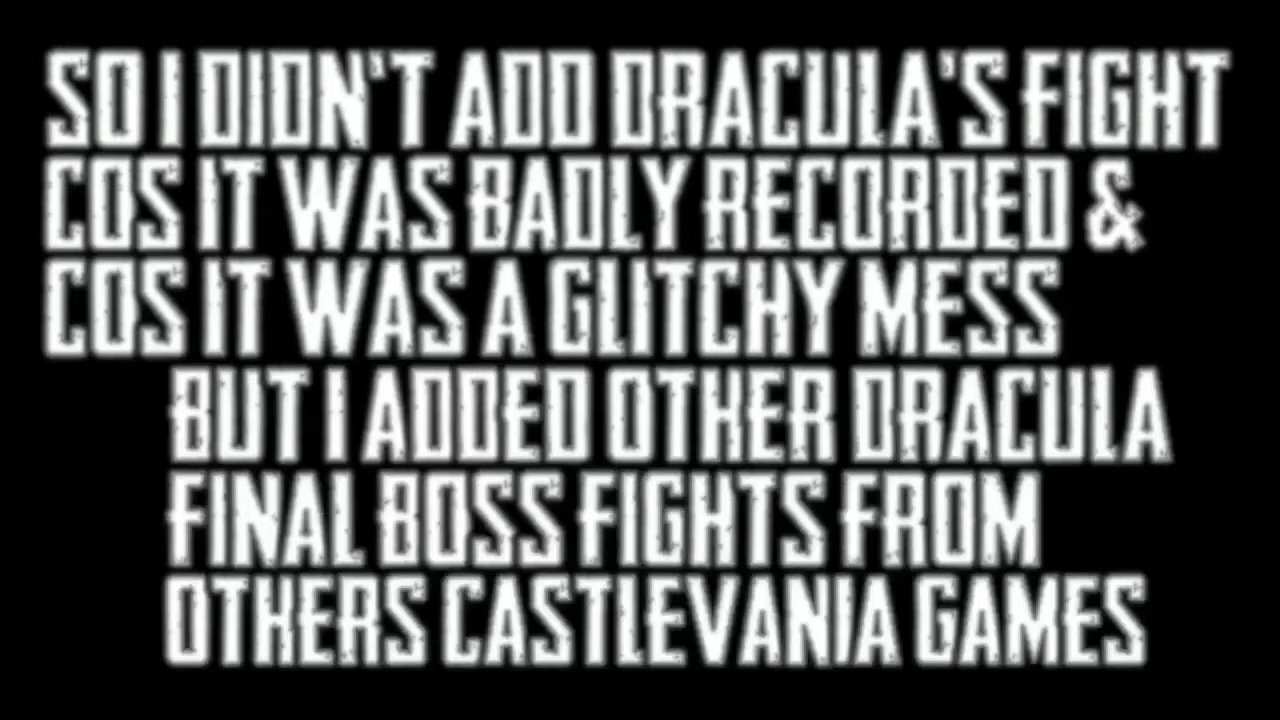 SO I DIDN'T ADD DRACULA'S FIGHT
COS IT WAS BADLY RECORDED &
COS IT WAS A GLITCHY MESS
BUT I ADDED OTHER DRACULA
FINAL BOSS FIGHTS FROM
OTHERS CASTLEVANIA GAMES